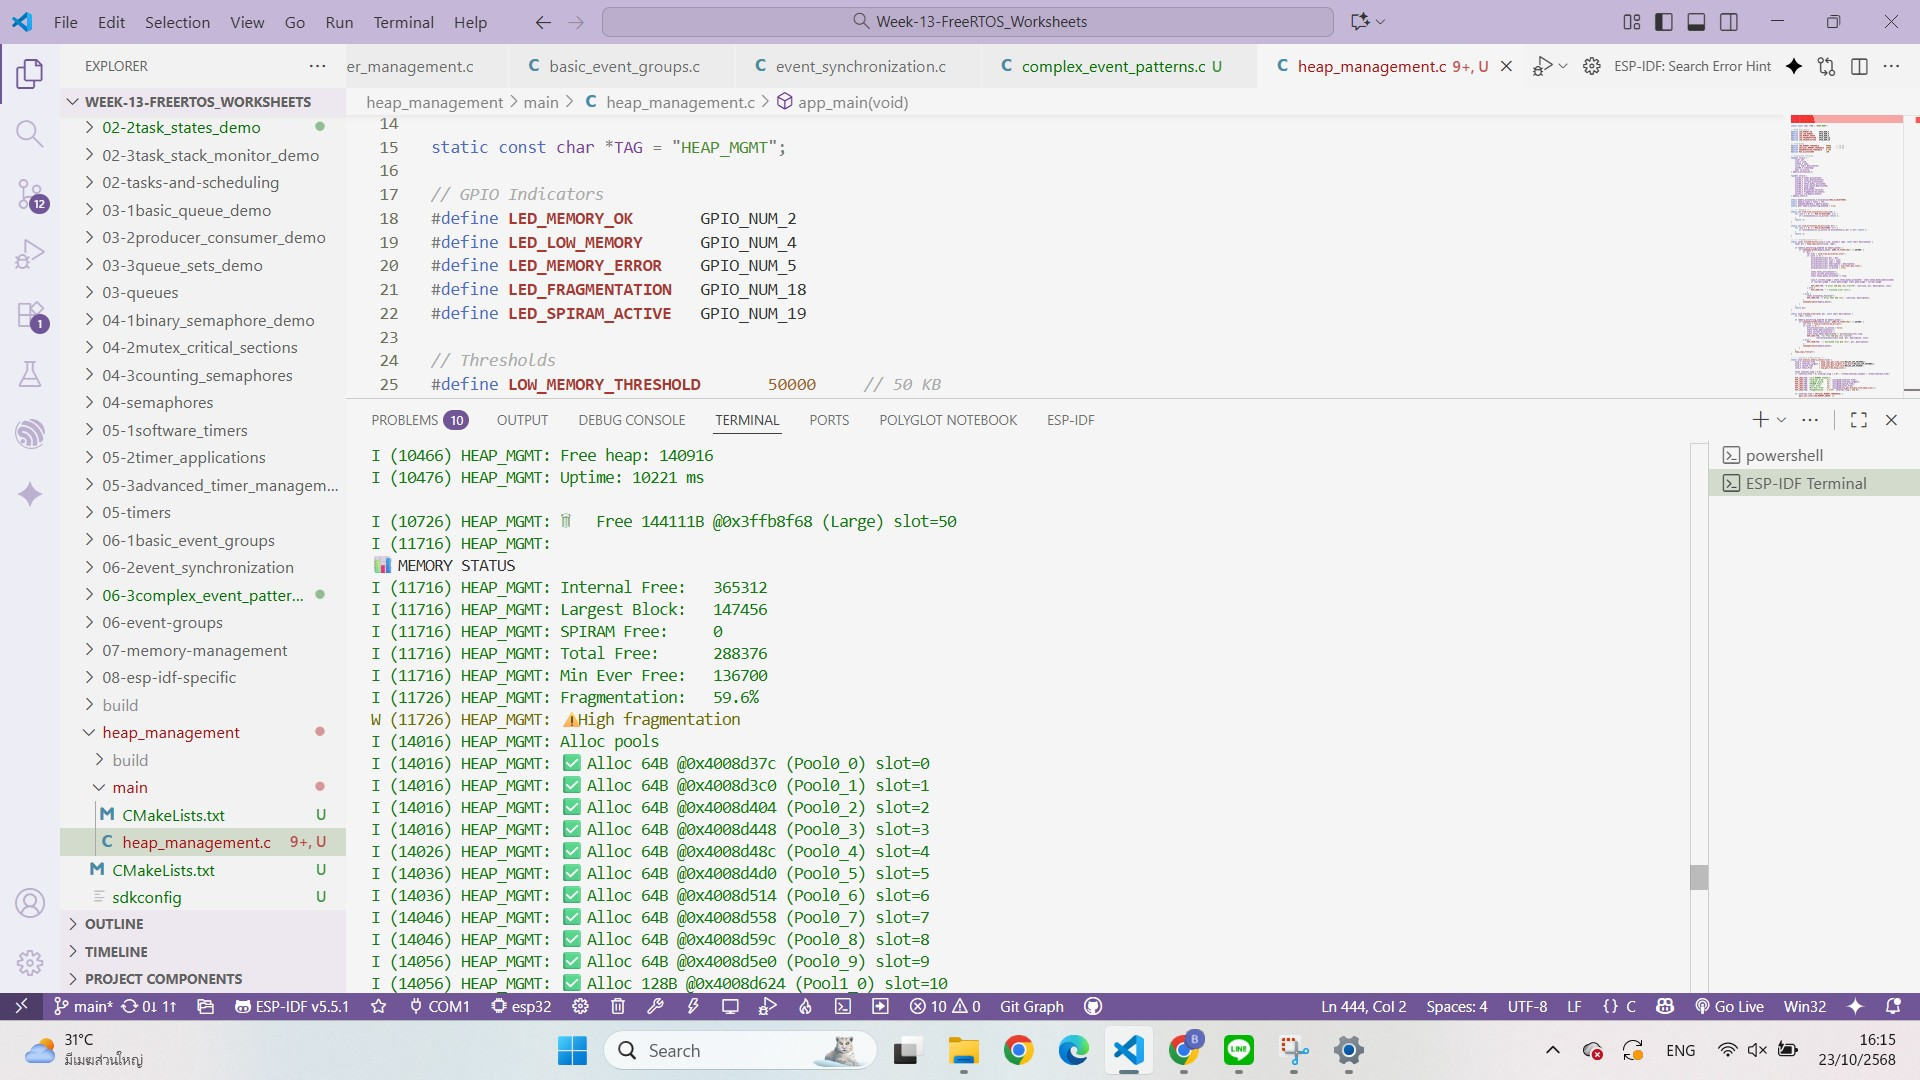 File Edit Selection View Go Run Terminal Help
Week-13-FreeRTOS_Worksheets
EXPLORER
er_management.c
C basic_event_groups.c
C event_synchronization.c
C complex_event_patterns.c U
C heap_management.c 9+, U
ESP-IDF: Search Error Hint
heap_management > main > C heap_management.c > app_main(void)
WEEK-13-FREERTOS_WORKSHEETS
02-2task_states_demo
02-3task_stack_monitor_demo
02-tasks-and-scheduling
03-1basic_queue_demo
03-2producer_consumer_demo
03-3queue_sets_demo
03-queues
04-1binary_semaphore_demo
04-2mutex_critical_sections
04-3counting_semaphores
04-semaphores
05-1software_timers
05-2timer_applications
05-3advanced_timer_managem...
05-timers
06-1basic_event_groups
06-2event_synchronization
06-3complex_event_patter...
06-event-groups
07-memory-management
08-esp-idf-specific
build
heap_management
build
main
M CMakeLists.txt U
C heap_management.c 9+, U
M CMakeLists.txt U
sdkconfig U
OUTLINE
TIMELINE
PROJECT COMPONENTS
12
1
14
15 static const char *TAG = "HEAP_MGMT";
16
17 // GPIO Indicators
18 #define LED_MEMORY_OK GPIO_NUM_2
19 #define LED_LOW_MEMORY GPIO_NUM_4
20 #define LED_MEMORY_ERROR GPIO_NUM_5
21 #define LED_FRAGMENTATION GPIO_NUM_18
22 #define LED_SPIRAM_ACTIVE GPIO_NUM_19
23
24 // Thresholds
25 #define LOW_MEMORY_THRESHOLD 50000 // 50 KB
PROBLEMS 10 OUTPUT DEBUG CONSOLE TERMINAL PORTS POLYGLOT NOTEBOOK ESP-IDF
powershell
ESP-IDF Terminal
I (10466) HEAP_MGMT: Free heap: 140916
I (10476) HEAP_MGMT: Uptime: 10221 ms
I (10726) HEAP_MGMT: 🗑 Free 144111B @0x3ffb8f68 (Large) slot=50
I (11716) HEAP_MGMT:
📊 MEMORY STATUS
I (11716) HEAP_MGMT: Internal Free: 365312
I (11716) HEAP_MGMT: Largest Block: 147456
I (11716) HEAP_MGMT: SPIRAM Free: 0
I (11716) HEAP_MGMT: Total Free: 288376
I (11716) HEAP_MGMT: Min Ever Free: 136700
I (11726) HEAP_MGMT: Fragmentation: 59.6%
W (11726) HEAP_MGMT: ⚠High fragmentation
I (14016) HEAP_MGMT: Alloc pools
I (14016) HEAP_MGMT: ✅ Alloc 64B @0x4008d37c (Pool0_0) slot=0
I (14016) HEAP_MGMT: ✅ Alloc 64B @0x4008d3c0 (Pool0_1) slot=1
I (14016) HEAP_MGMT: ✅ Alloc 64B @0x4008d404 (Pool0_2) slot=2
I (14016) HEAP_MGMT: ✅ Alloc 64B @0x4008d448 (Pool0_3) slot=3
I (14026) HEAP_MGMT: ✅ Alloc 64B @0x4008d48c (Pool0_4) slot=4
I (14036) HEAP_MGMT: ✅ Alloc 64B @0x4008d4d0 (Pool0_5) slot=5
I (14036) HEAP_MGMT: ✅ Alloc 64B @0x4008d514 (Pool0_6) slot=6
I (14046) HEAP_MGMT: ✅ Alloc 64B @0x4008d558 (Pool0_7) slot=7
I (14046) HEAP_MGMT: ✅ Alloc 64B @0x4008d59c (Pool0_8) slot=8
I (14056) HEAP_MGMT: ✅ Alloc 64B @0x4008d5e0 (Pool0_9) slot=9
I (14056) HEAP_MGMT: ✅ Alloc 128B @0x4008d624 (Pool1_0) slot=10
main* 0↓ 1↑ ESP-IDF v5.5.1 COM1 esp32 10 0 Git Graph Ln 444, Col 2 Spaces: 4 UTF-8 LF {} C Go Live Win32
31°C
มีเมฆส่วนใหญ่
Search
B
LINE
ENG
16:15
23/10/2568